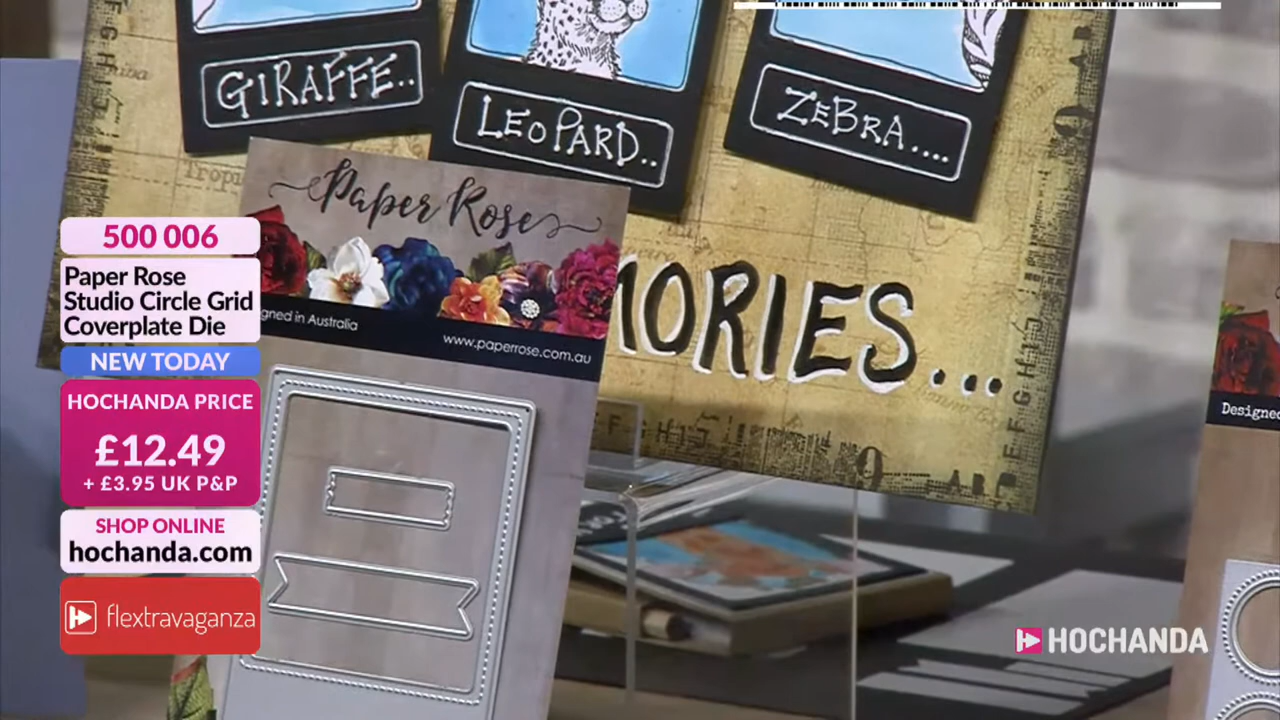 GIRAFFE..
LEOPARD..
ZEBRA....
Paper Rose
gned in Australia
www.paperrose.com.au
MORIES...
500 006
Paper Rose
Studio Circle Grid
Coverplate Die
NEW TODAY
HOCHANDA PRICE
£12.49
+ £3.95 UK P&P
SHOP ONLINE
hochanda.com
flextravaganza
Designed
HOCHANDA